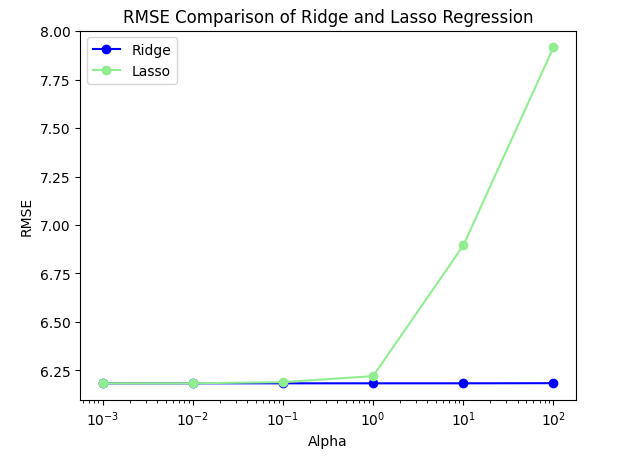 RMSE Comparison of Ridge and Lasso Regression
Ridge
Lasso
8.00
7.75
7.50
7.25
7.00
6.75
6.50
6.25
RMSE
10⁻³ 10⁻² 10⁻¹ 10⁰ 10¹ 10²
Alpha